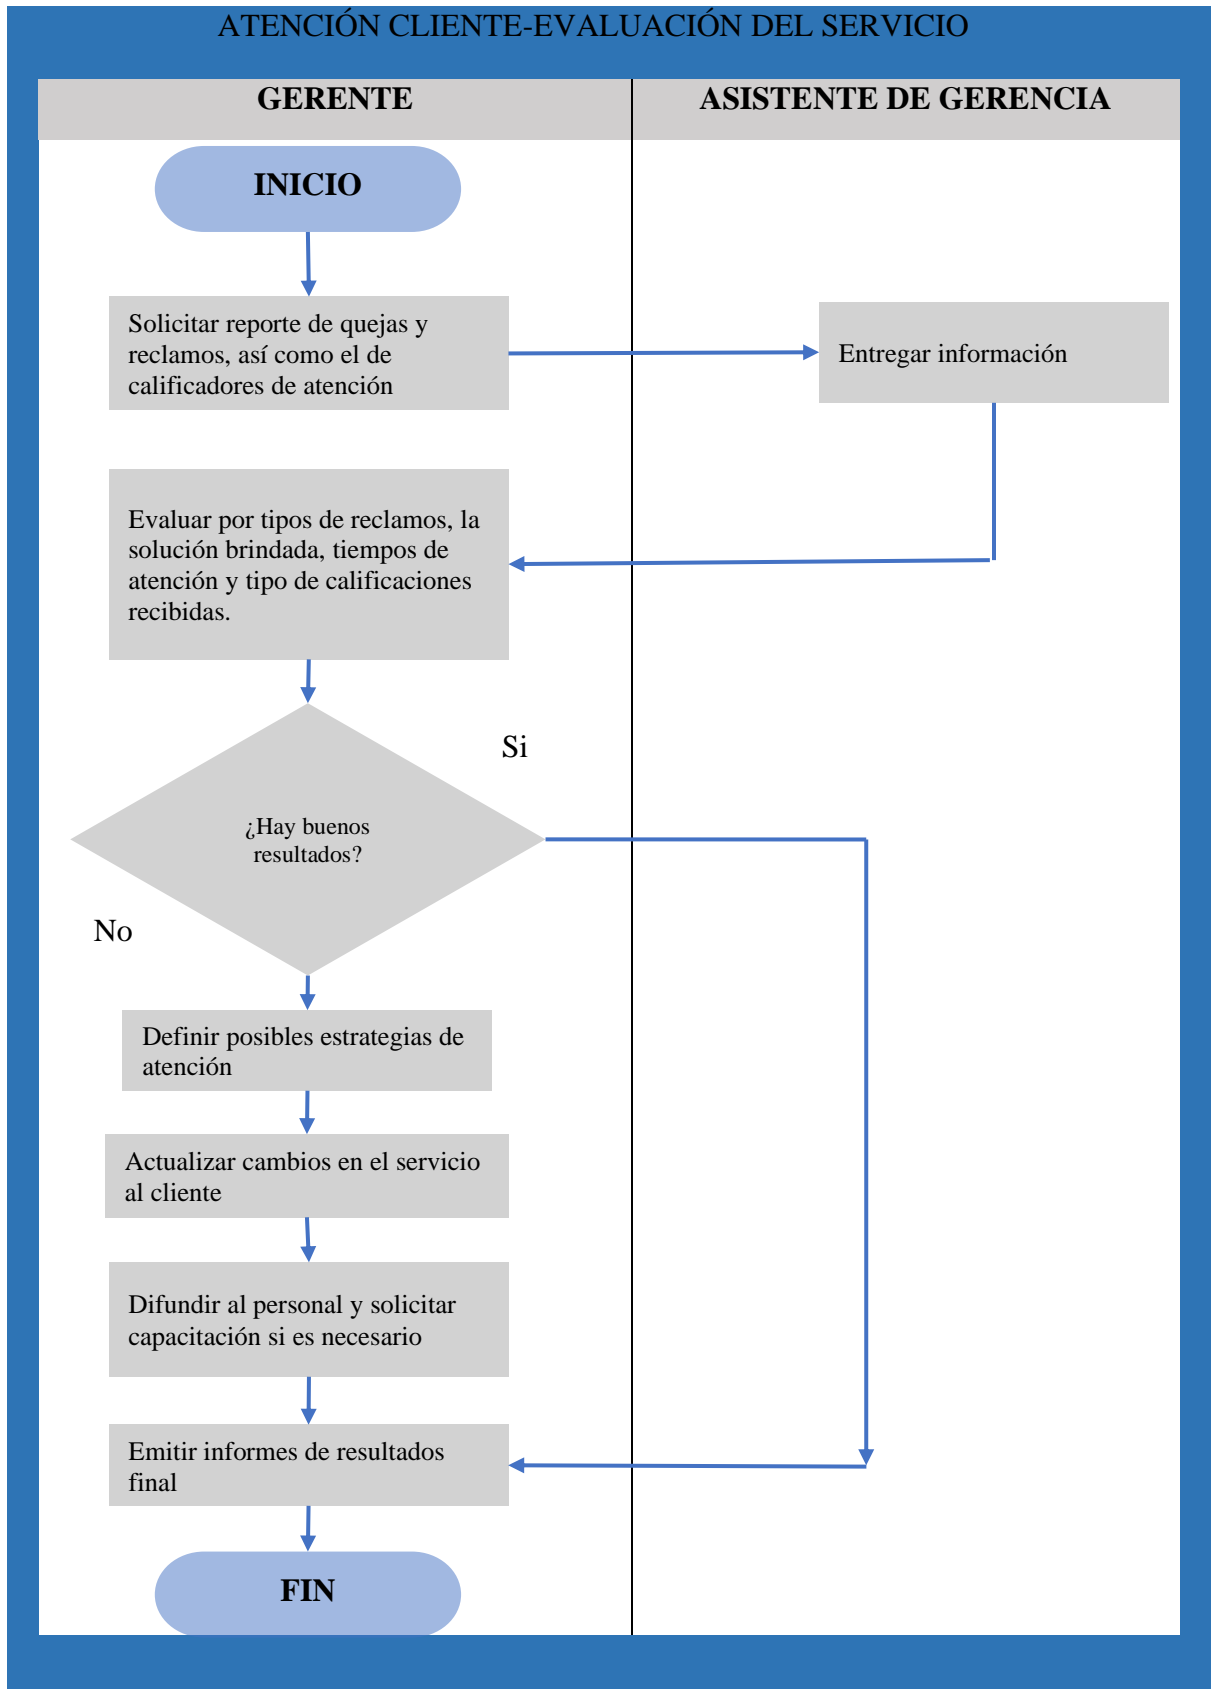 ATENCIÓN CLIENTE-EVALUACIÓN DEL SERVICIO
GERENTE
ASISTENTE DE GERENCIA
INICIO
Solicitar reporte de quejas y
reclamos, así como el de
calificadores de atención
Entregar información
Evaluar por tipos de reclamos, la
solución brindada, tiempos de
atención y tipo de calificaciones
recibidas.
Si
¿Hay buenos
resultados?
No
Definir posibles estrategias de
atención
Actualizar cambios en el servicio
al cliente
Difundir al personal y solicitar
capacitación si es necesario
Emitir informes de resultados
final
FIN